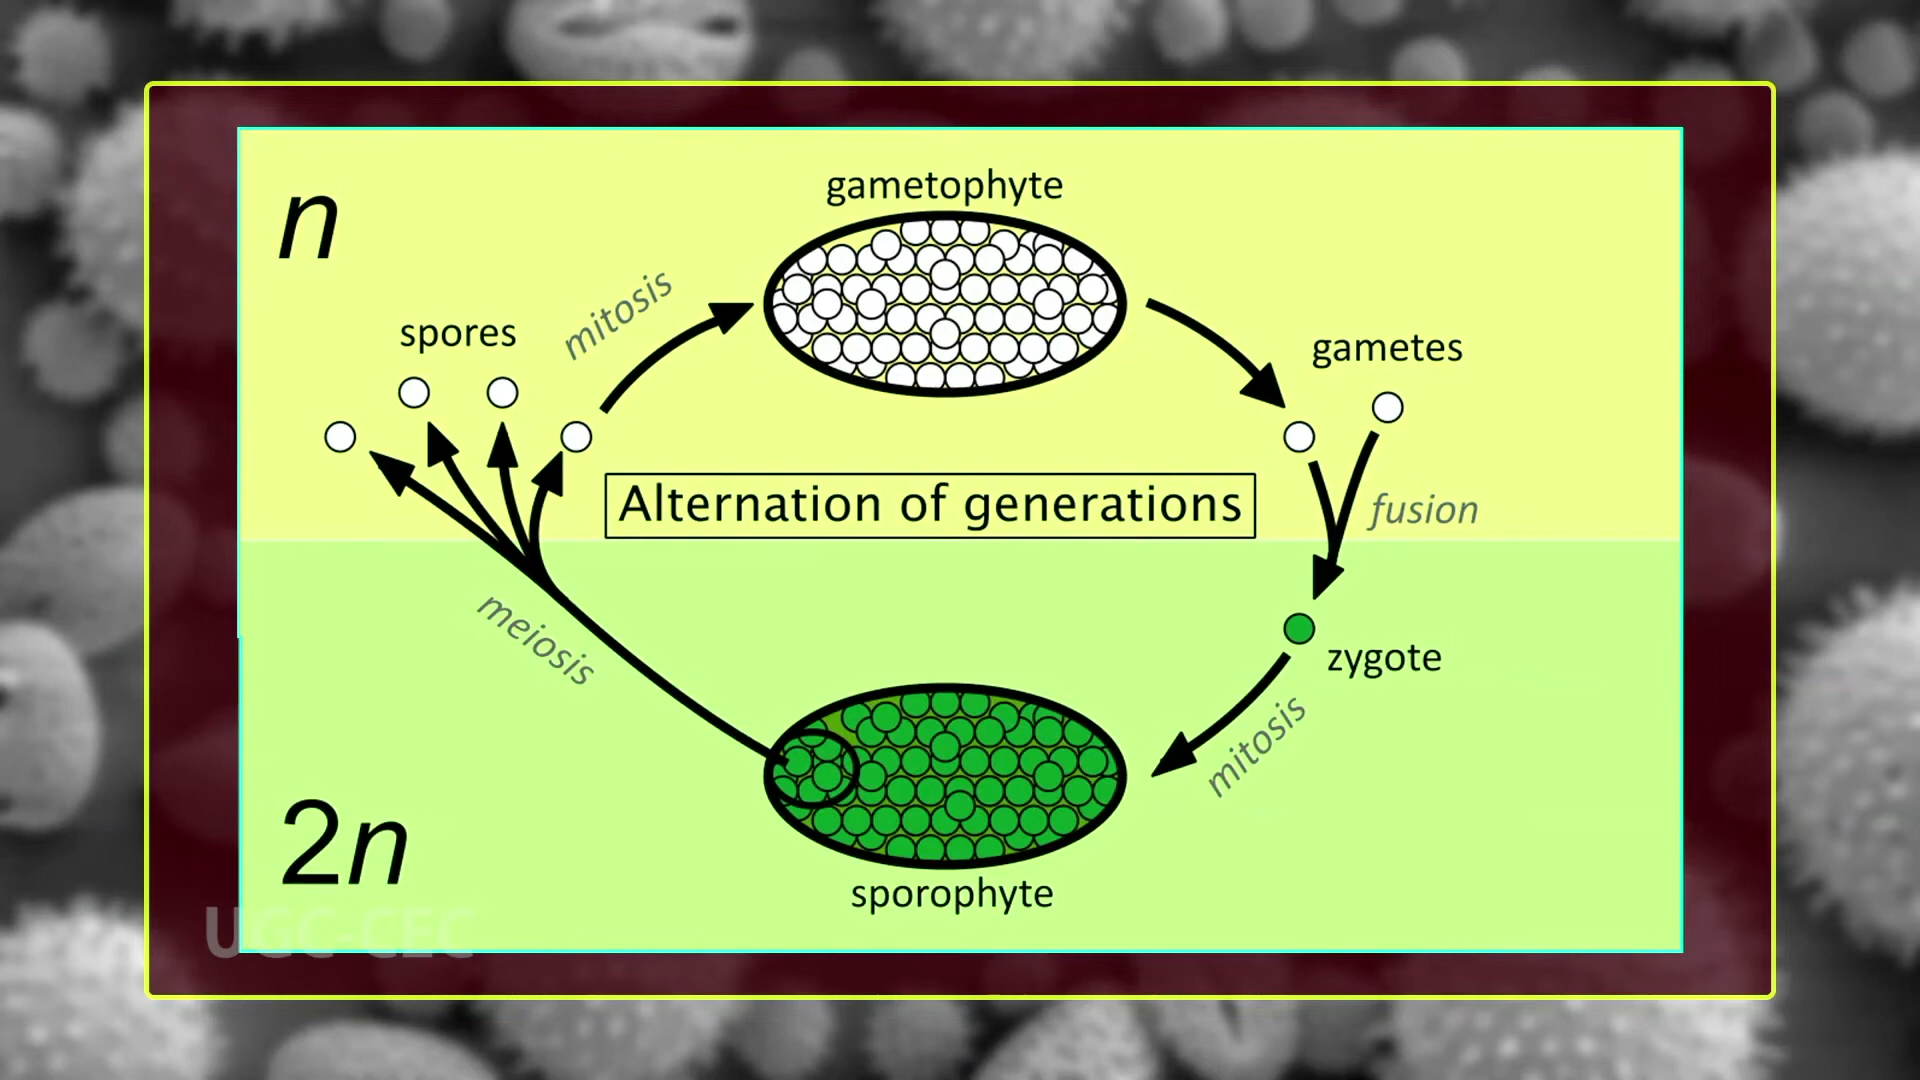 gametophyte
n
mitosis
spores
gametes
Alternation of generations
fusion
meiosis
zygote
mitosis
2n
sporophyte
UGC-CEC